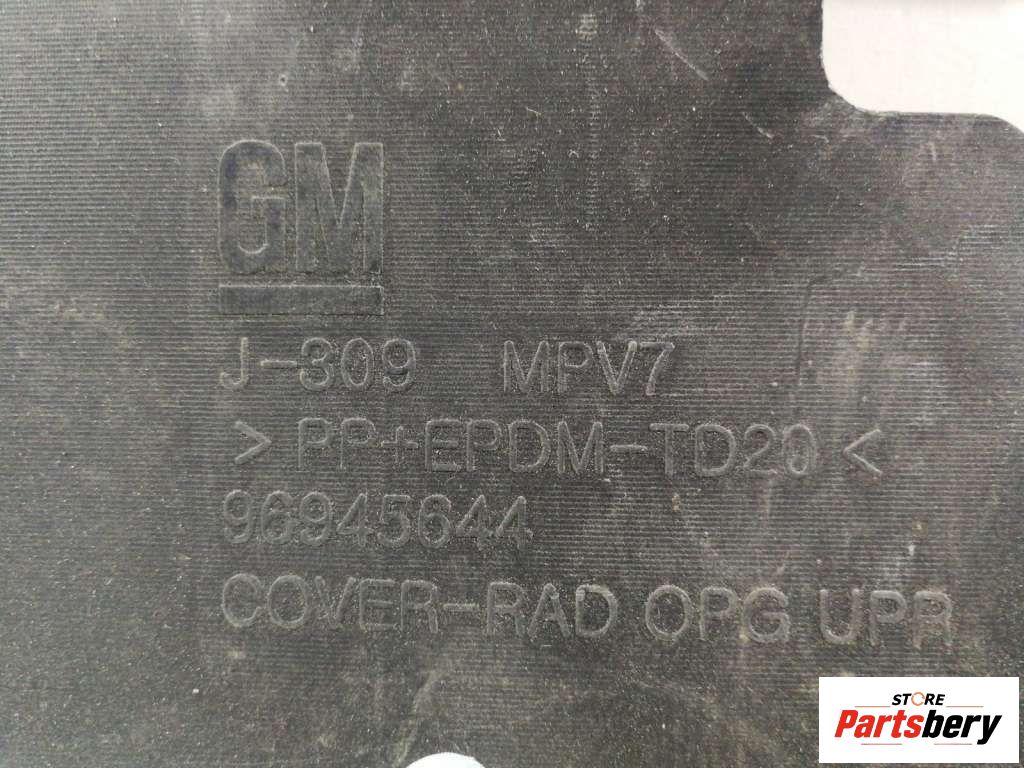 GM
J-309 MPV7
> PP+EPDM-TD20 <
96945644
COVER-RAD OPG UPR
STORE
Partsbery